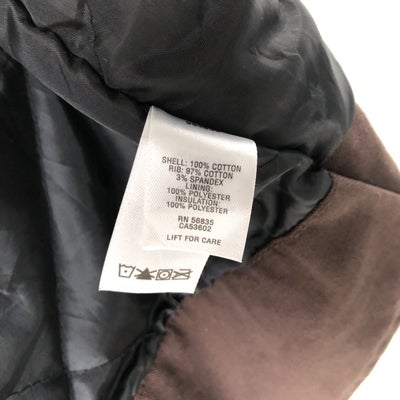 SHELL: 100% COTTON
RIB: 97% COTTON
3% SPANDEX
LINING:
100% POLYESTER
INSULATION:
100% POLYESTER
RN 56835
CA53602
LIFT FOR CARE